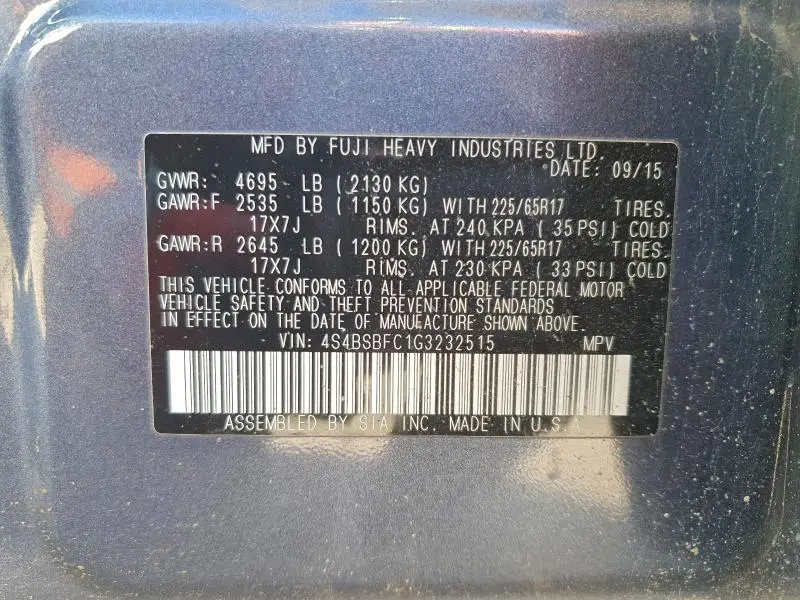 MFD BY FUJI HEAVY INDUSTRIES LTD.
DATE: 09/15
GVWR: 4695 LB (2130 KG)
GAWR:F 2535 LB (1150 KG) WITH 225/65R17 TIRES,
17X7J RIMS, AT 240 KPA (35 PSI) COLD
GAWR:R 2645 LB (1200 KG) WITH 225/65R17 TIRES,
17X7J RIMS, AT 230 KPA (33 PSI) COLD
THIS VEHICLE CONFORMS TO ALL APPLICABLE FEDERAL MOTOR
VEHICLE SAFETY AND THEFT PREVENTION STANDARDS
IN EFFECT ON THE DATE OF MANUFACTURE SHOWN ABOVE.
VIN: 4S4BSBFC1G3232515 MPV
ASSEMBLED BY SIA INC. MADE IN U.S.A.